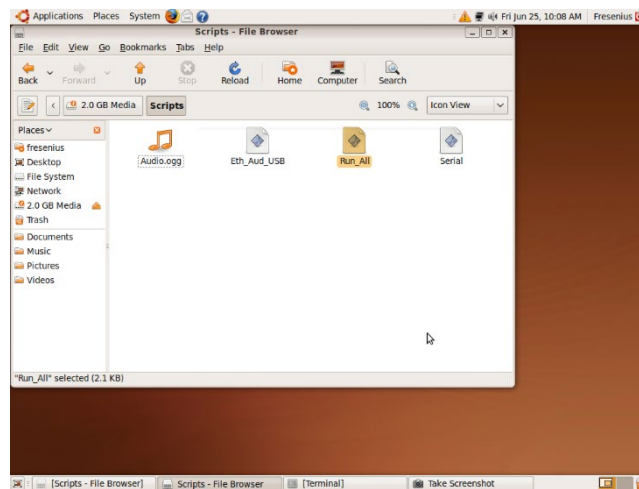 Applications Places System Fri Jun 25, 10:08 AM Fresenius
Scripts - File Browser
File Edit View Go Bookmarks Tabs Help
Back Forward Up Stop Reload Home Computer Search
2.0 GB Media Scripts 100% Icon View
Places
fresenius
Desktop
File System
Network
2.0 GB Media
Trash
Documents
Music
Pictures
Videos
Audio.ogg Eth_Aud_USB Run_All Serial
"Run_All" selected (2.1 KB)
[Scripts - File Browser] Scripts - File Browser [Terminal] Take Screenshot